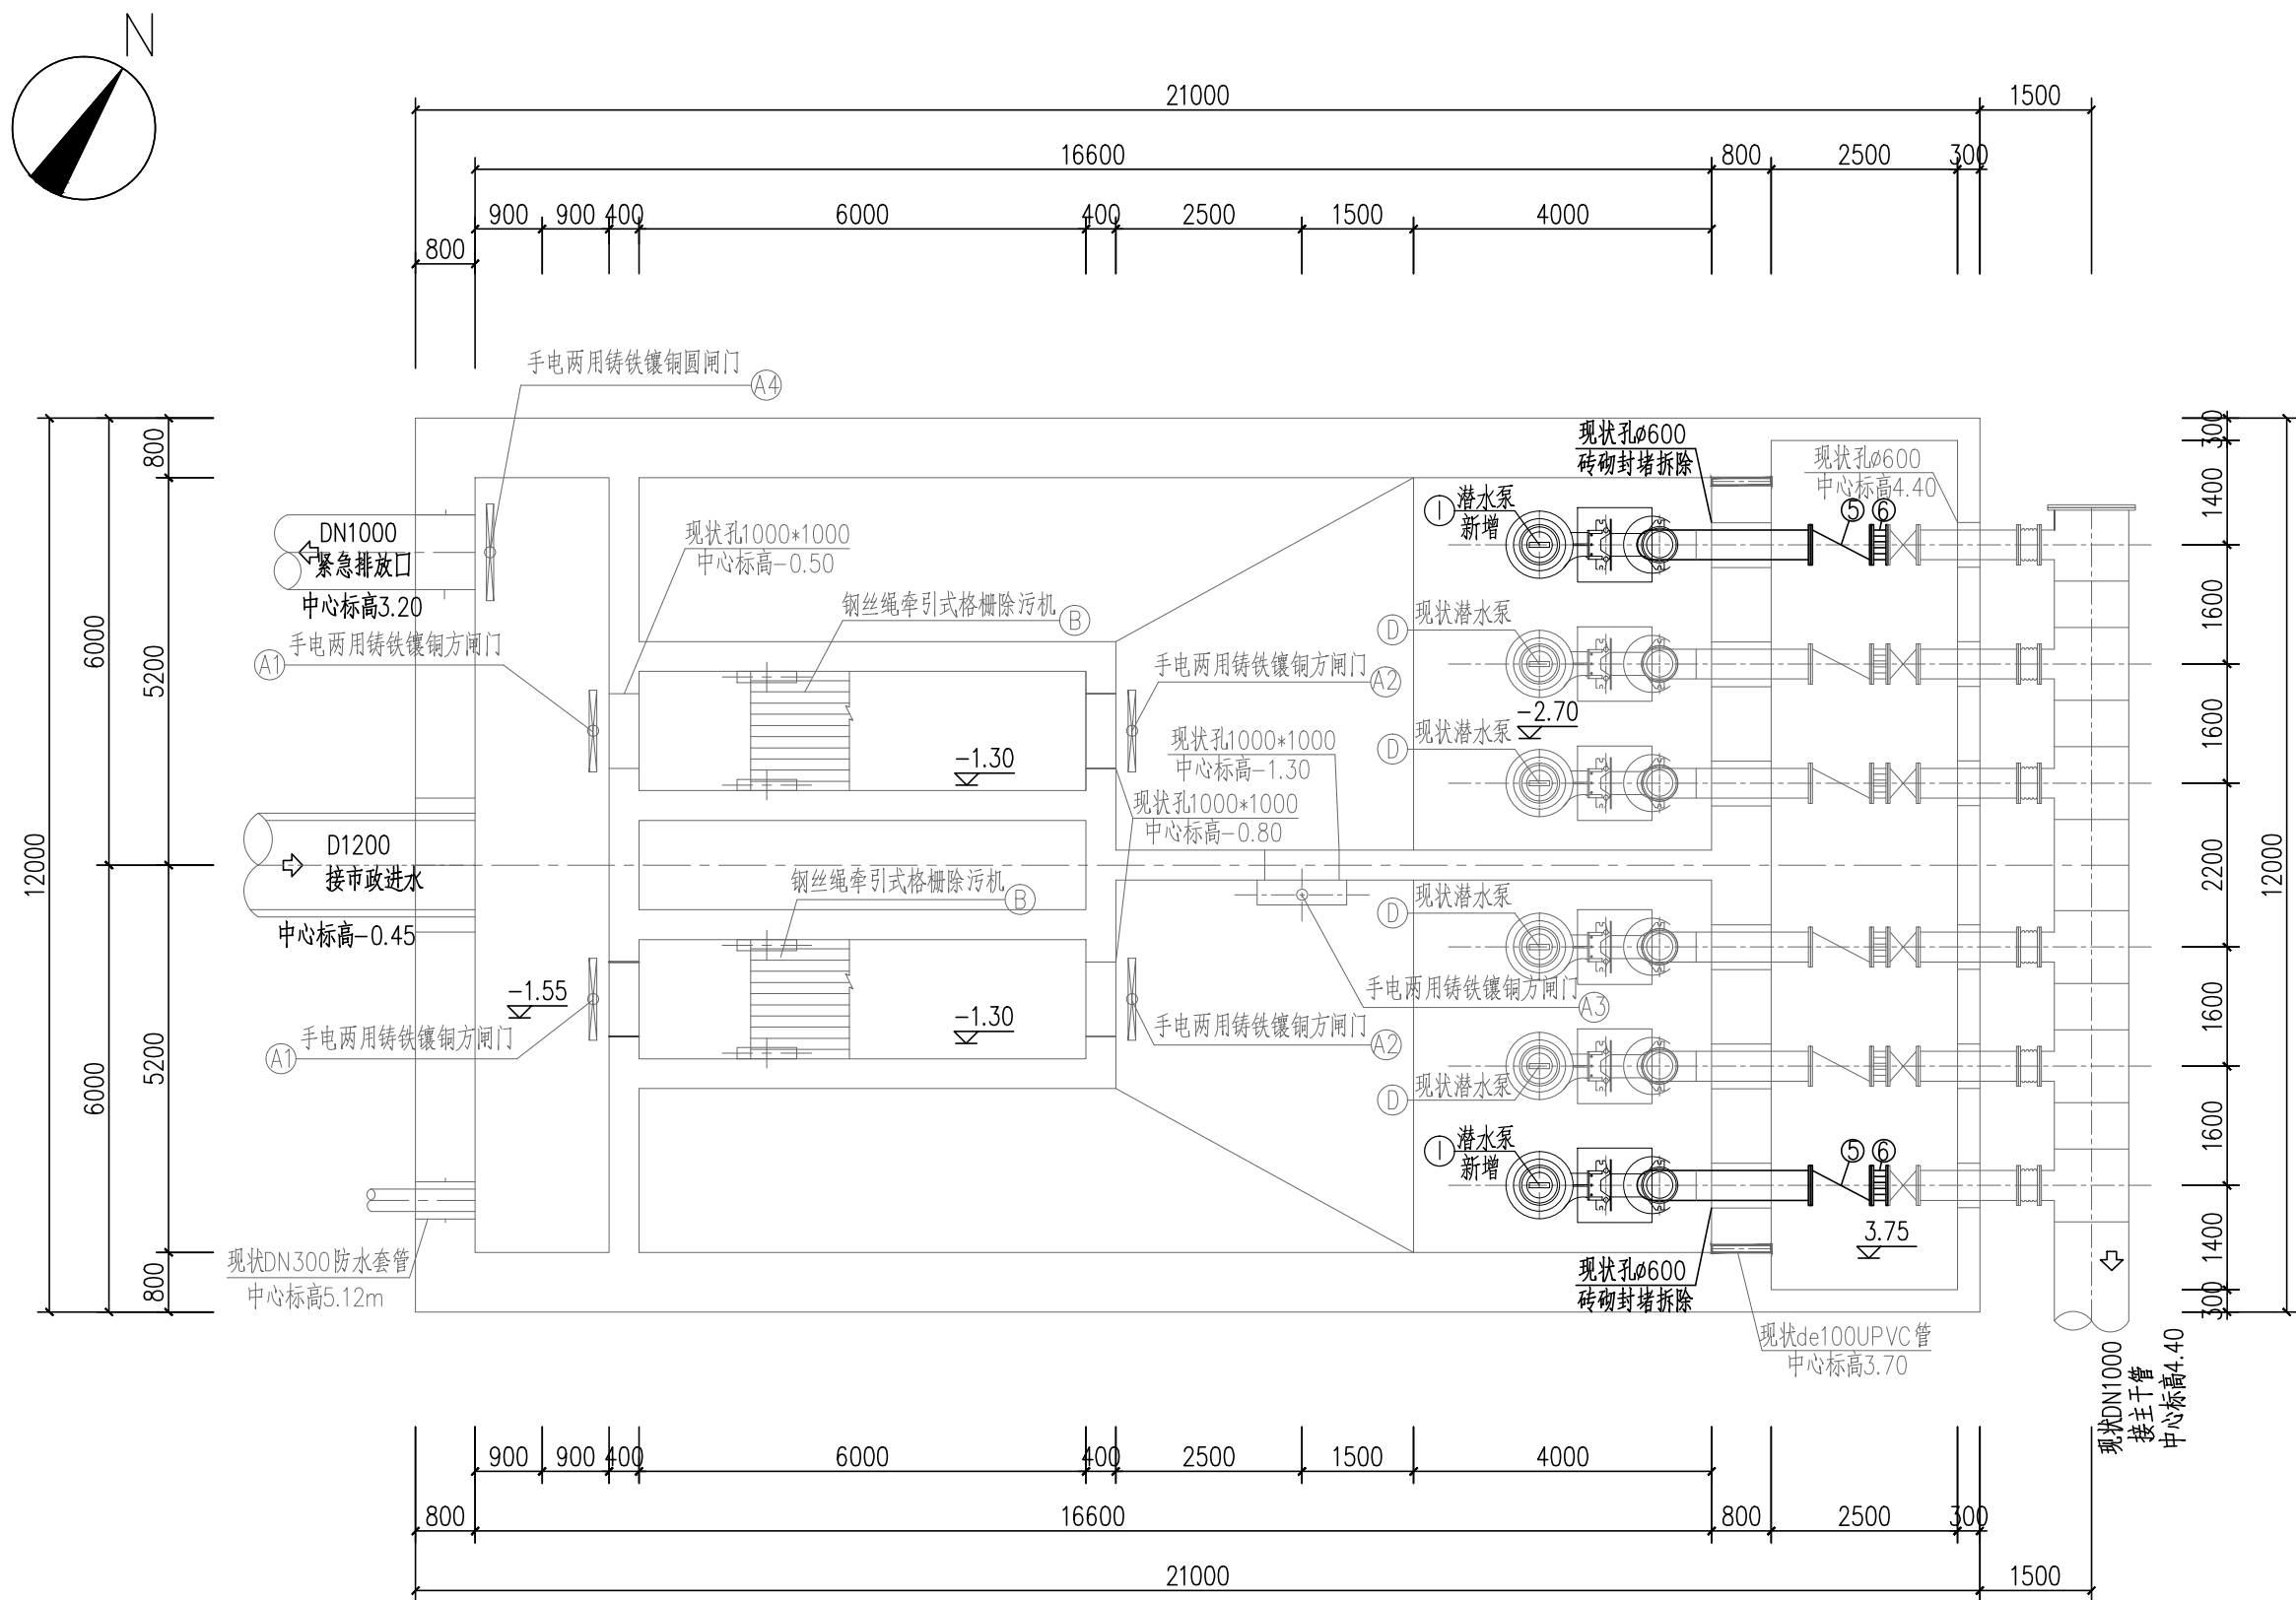 N
21000
1500
16600
800
2500
300
900
900
400
6000
400
2500
1500
4000
800
手电两用铸铁镶铜圆闸门
A4
800
5200
6000
12000
6000
5200
800
DN1000
紧急排放口
中心标高3.20
手电两用铸铁镶铜方闸门
A1
现状孔1000*1000
中心标高-0.50
钢丝绳牵引式格栅除污机
B
手电两用铸铁镶铜方闸门
A2
-1.30
现状孔1000*1000
中心标高-1.30
现状孔1000*1000
中心标高-0.80
D1200
接市政进水
中心标高-0.45
钢丝绳牵引式格栅除污机
B
-1.55
-1.30
手电两用铸铁镶铜方闸门
A1
手电两用铸铁镶铜方闸门
A2
手电两用铸铁镶铜方闸门
A3
现状DN300防水套管
中心标高5.12m
现状孔ø600
砖砌封堵拆除
现状孔ø600
中心标高4.40
1
潜水泵
新增
5
6
D
现状潜水泵
D
现状潜水泵
-2.70
D
现状潜水泵
D
现状潜水泵
1
潜水泵
新增
5
6
3.75
现状孔ø600
砖砌封堵拆除
现状de100UPVC管
中心标高3.70
现状DN1000
接主干管
中心标高4.40
300
1400
1600
1600
2200
1600
1600
1400
300
12000
900
900
400
6000
400
2500
1500
4000
800
16600
800
2500
300
21000
1500